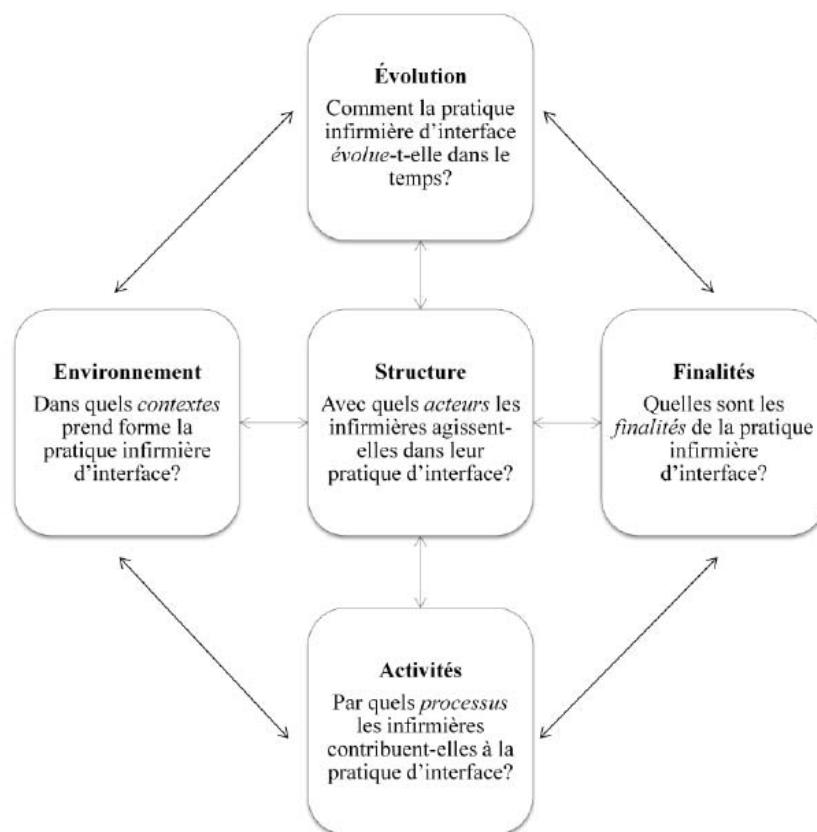 Évolution
Comment la pratique
infirmière d’interface
évolue-t-elle dans le
temps?
Environnement
Dans quels contextes
prend forme la
pratique infirmière
d’interface?
Structure
Avec quels acteurs les
infirmières agissent-
elles dans leur
pratique d’interface?
Finalités
Quelles sont les
finalités de la pratique
infirmière
d’interface?
Activités
Par quels processus
les infirmières
contribuent-elles à la
pratique d’interface?